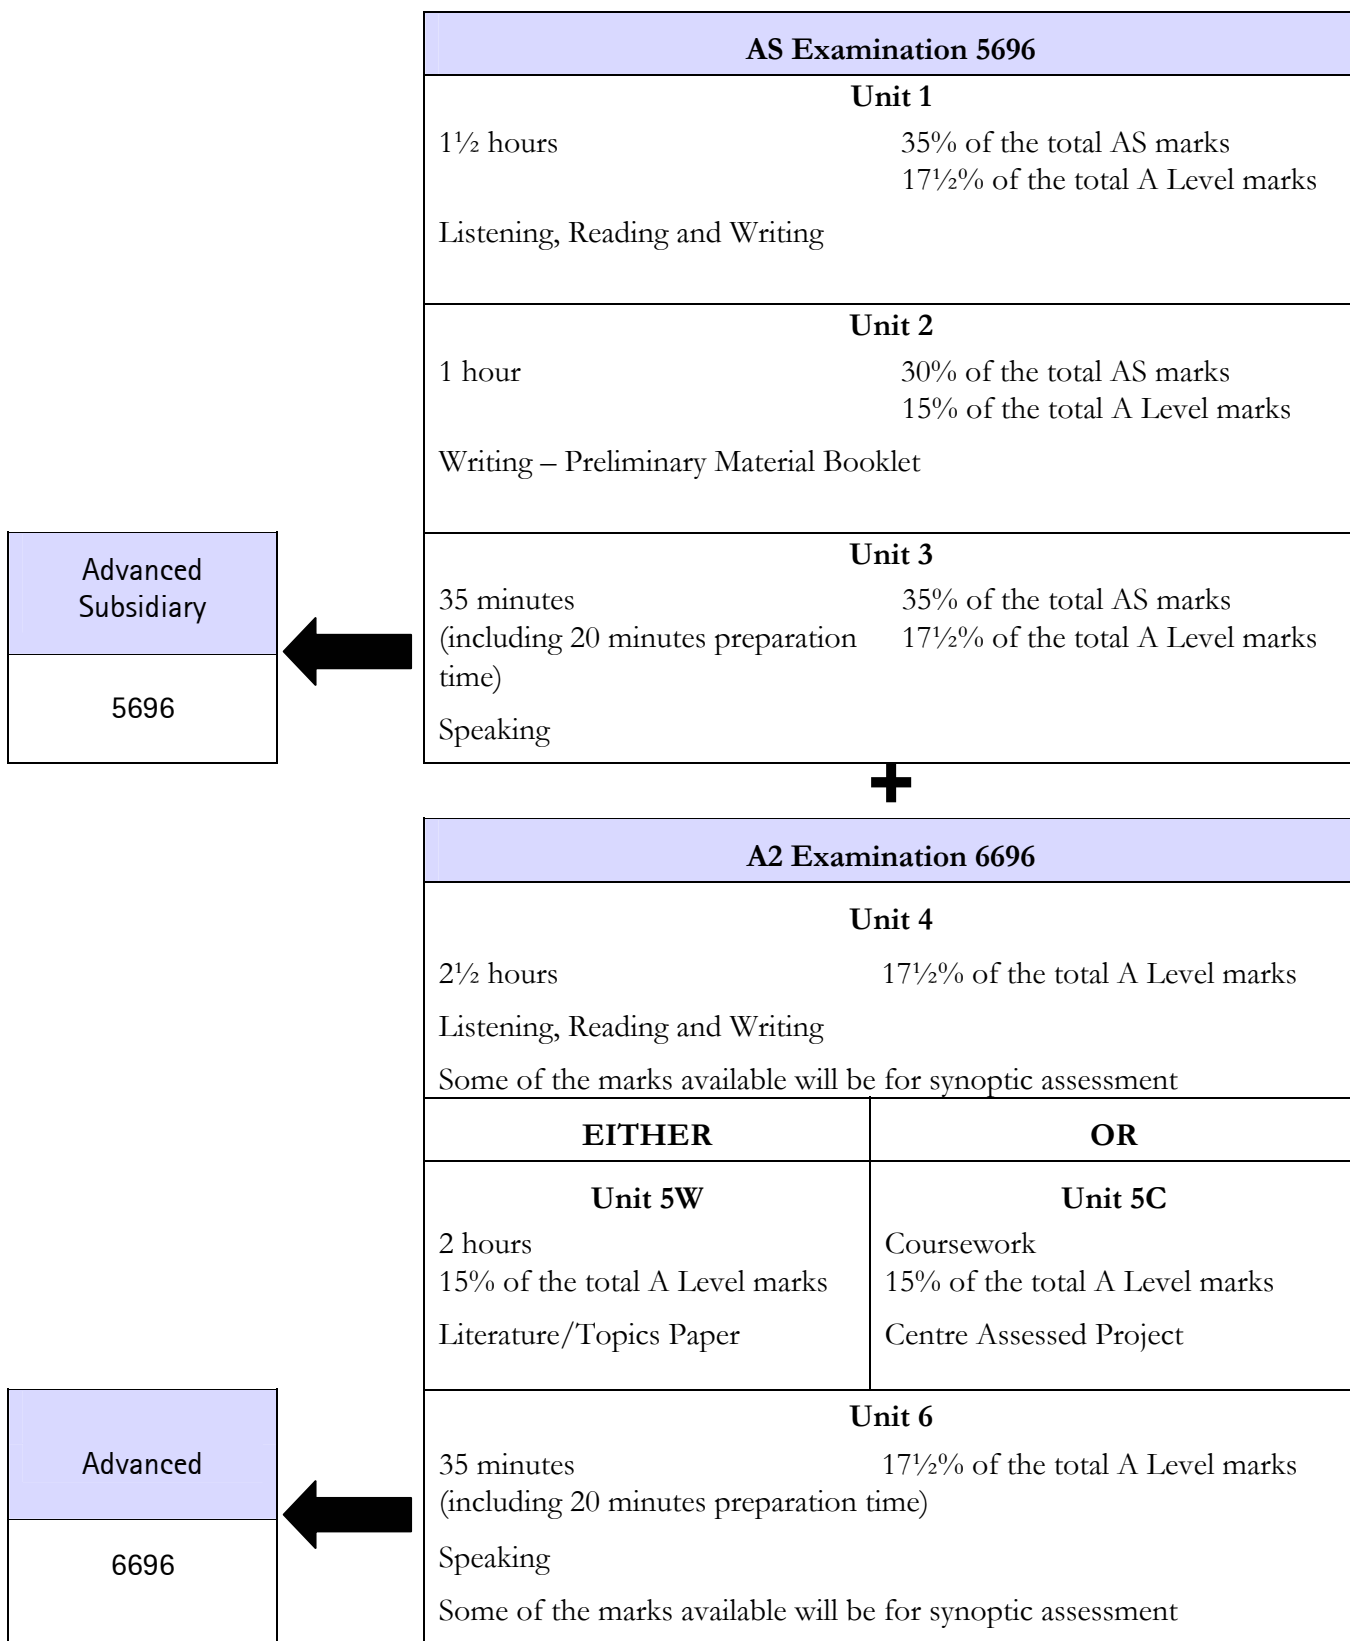 AS Examination 5696
Unit 1
1½ hours 35% of the total AS marks
17½% of the total A Level marks
Listening, Reading and Writing
Unit 2
1 hour 30% of the total AS marks
15% of the total A Level marks
Writing – Preliminary Material Booklet
Advanced
Subsidiary
5696
Unit 3
35 minutes 35% of the total AS marks
(including 20 minutes preparation 17½% of the total A Level marks
time)
Speaking
+
A2 Examination 6696
Unit 4
2½ hours 17½% of the total A Level marks
Listening, Reading and Writing
Some of the marks available will be for synoptic assessment
EITHER
OR
Unit 5W
2 hours
15% of the total A Level marks
Literature/Topics Paper
Unit 5C
Coursework
15% of the total A Level marks
Centre Assessed Project
Advanced
6696
Unit 6
35 minutes 17½% of the total A Level marks
(including 20 minutes preparation time)
Speaking
Some of the marks available will be for synoptic assessment